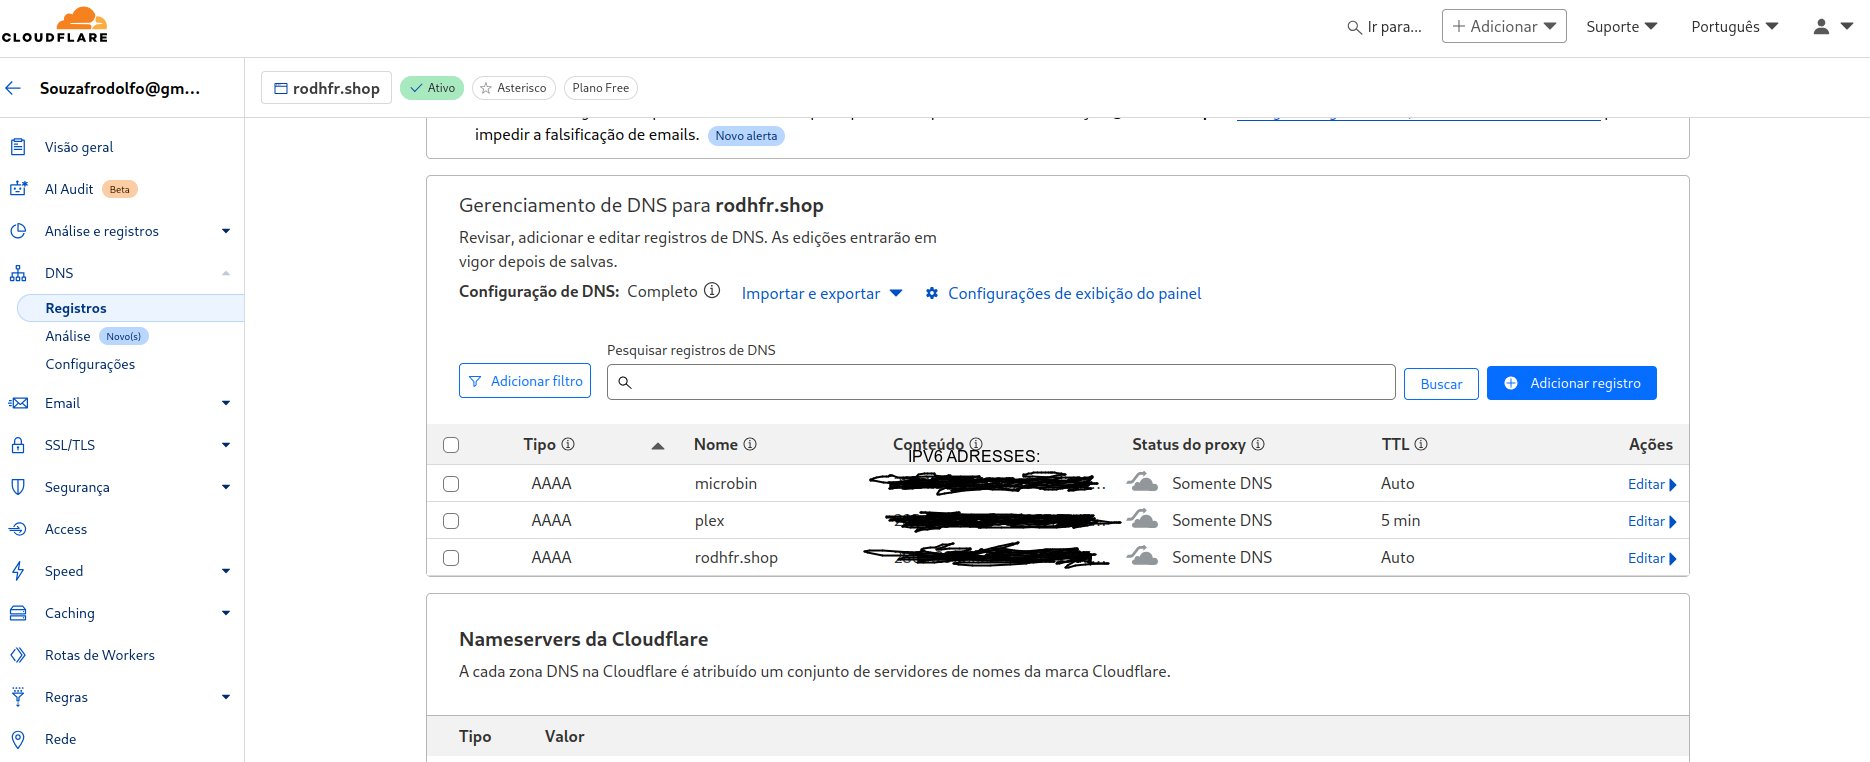 CLOUDFLARE
Ir para...
Adicionar
Suporte
Português
Souzafrodolfo@gm...
rodhfr.shop
Ativo
Asterisco
Plano Free
Visão geral
AI Audit Beta
Análise e registros
DNS
Registros
Análise Novo(s)
Configurações
Email
SSL/TLS
Segurança
Access
Speed
Caching
Rotas de Workers
Regras
Rede
impedir a falsificação de emails. Novo alerta
Gerenciamento de DNS para rodhfr.shop
Revisar, adicionar e editar registros de DNS. As edições entrarão em
vigor depois de salvas.
Configuração de DNS: Completo Importar e exportar Configurações de exibição do painel
Pesquisar registros de DNS
Adicionar filtro
Buscar
Adicionar registro
Tipo Nome Conteúdo Status do proxy TTL Ações
IPV6 ADRESSES:
AAAA microbin Somente DNS Auto Editar
AAAA plex Somente DNS 5 min Editar
AAAA rodhfr.shop Somente DNS Auto Editar
Nameservers da Cloudflare
A cada zona DNS na Cloudflare é atribuído um conjunto de servidores de nomes da marca Cloudflare.
Tipo Valor